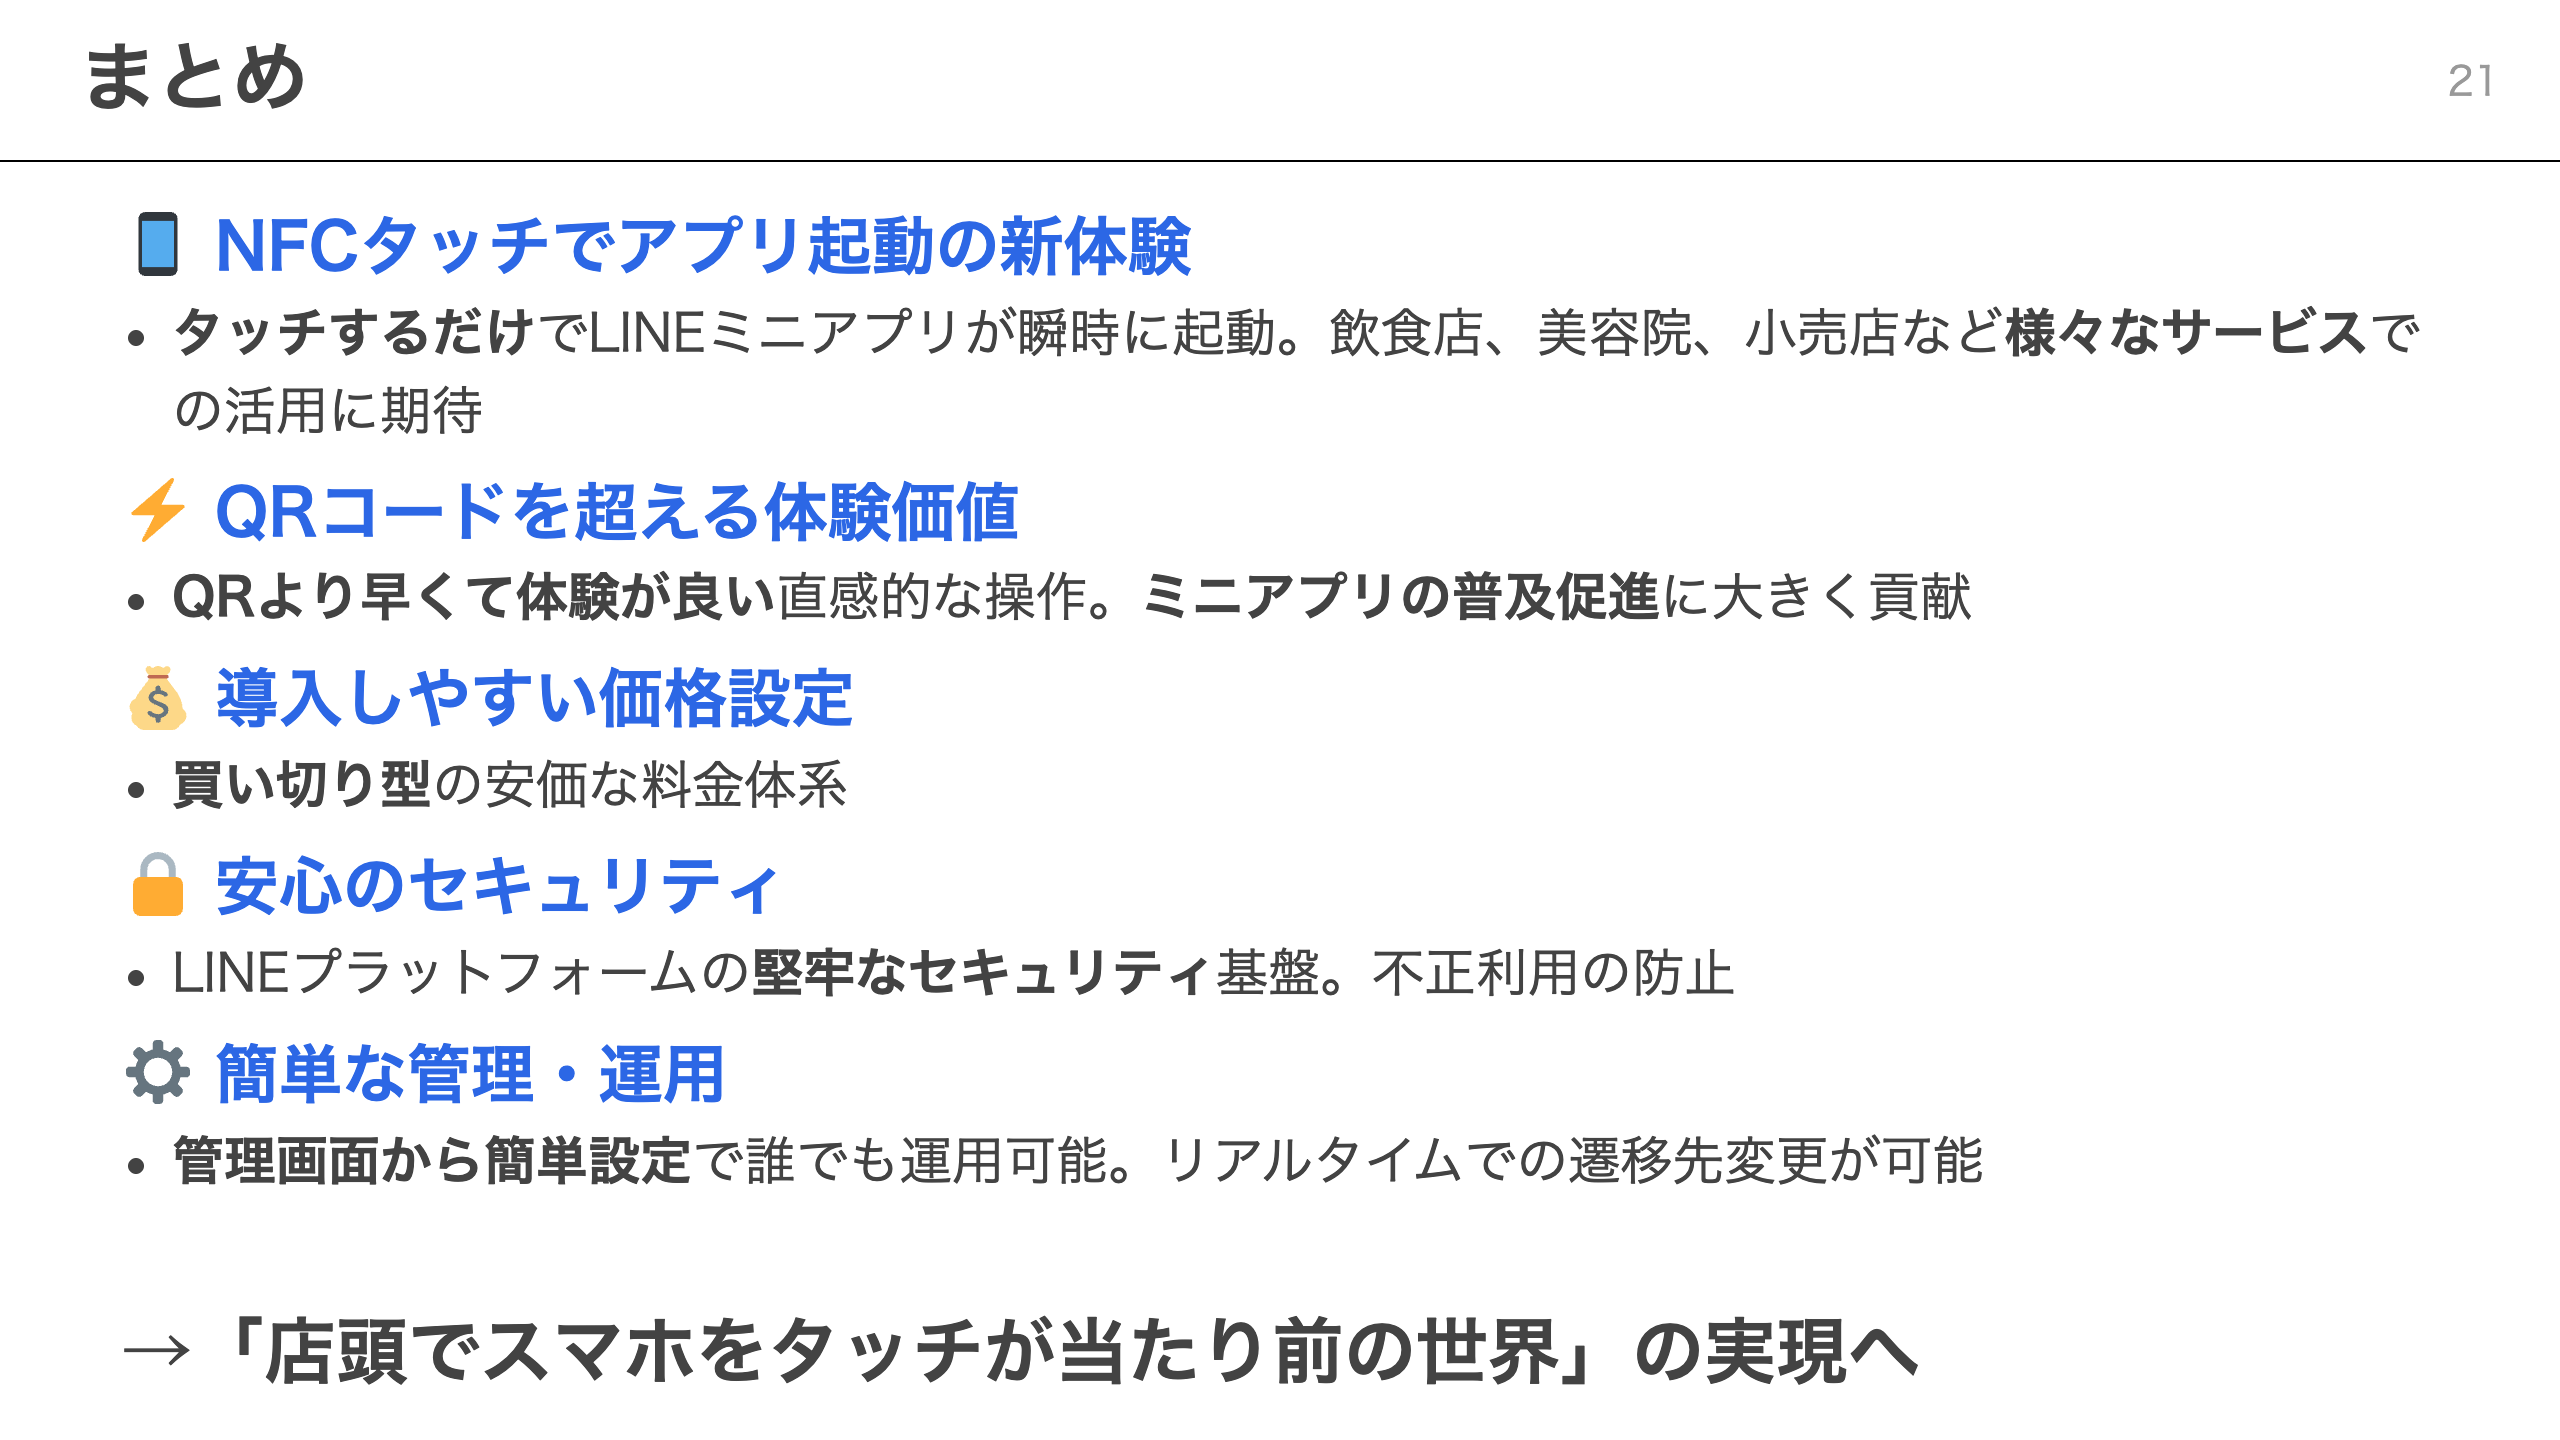 まとめ
21
NFCタッチでアプリ起動の新体験
• タッチするだけでLINEミニアプリが瞬時に起動。飲食店、美容院、小売店など様々なサービスで
の活用に期待
QRコードを超える体験価値
• QRより早くて体験が良い直感的な操作。ミニアプリの普及促進に大きく貢献
導入しやすい価格設定
• 買い切り型の安価な料金体系
安心のセキュリティ
• LINEプラットフォームの堅牢なセキュリティ基盤。不正利用の防止
簡単な管理・運用
• 管理画面から簡単設定で誰でも運用可能。リアルタイムでの遷移先変更が可能
→「店頭でスマホをタッチが当たり前の世界」の実現へ